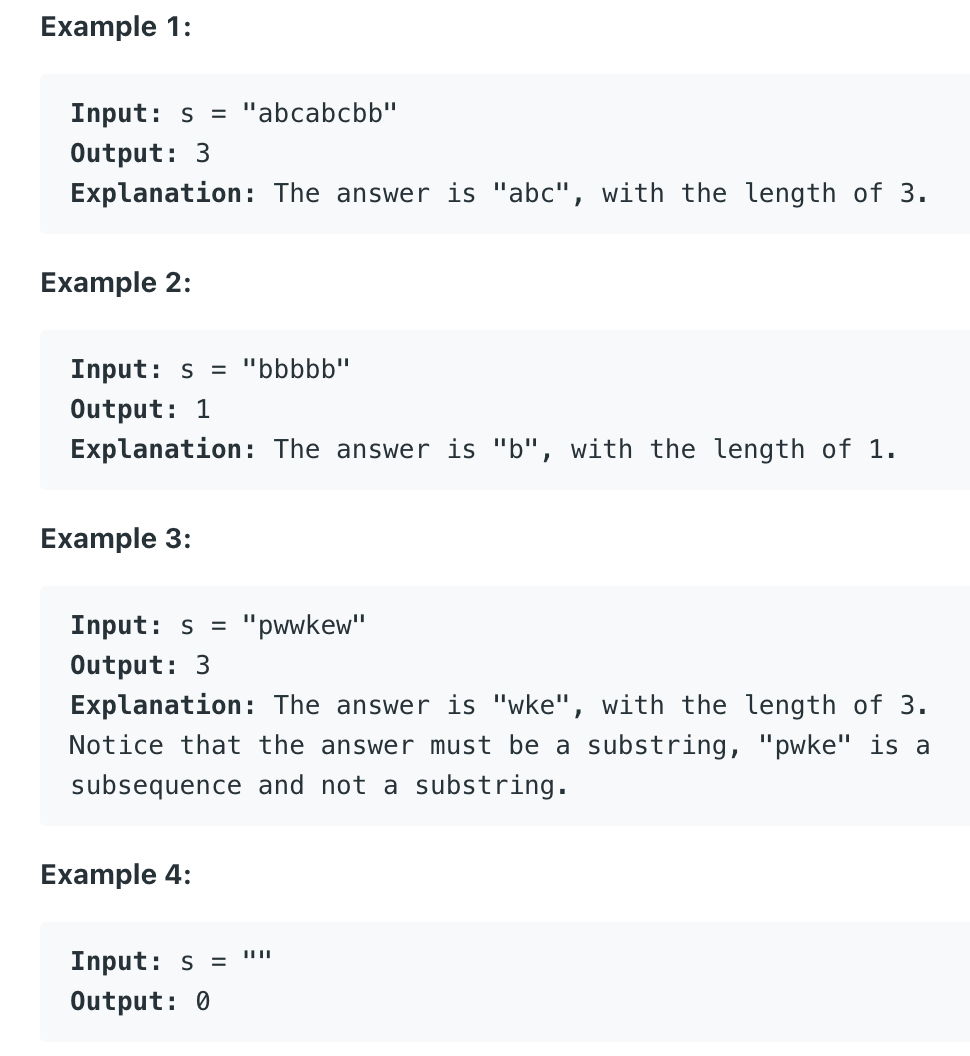 Example 1:
Input: s = "abcabcbb"
Output: 3
Explanation: The answer is "abc", with the length of 3.
Example 2:
Input: s = "bbbbb"
Output: 1
Explanation: The answer is "b", with the length of 1.
Example 3:
Input: s = "pwwkew"
Output: 3
Explanation: The answer is "wke", with the length of 3.
Notice that the answer must be a substring, "pwke" is a
subsequence and not a substring.
Example 4:
Input: s = ""
Output: 0